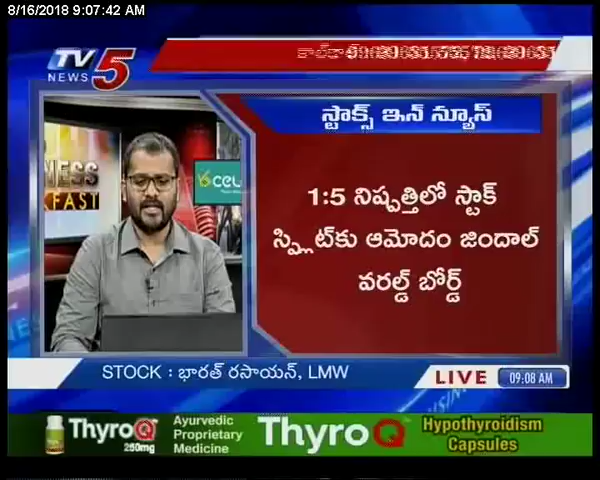 8/16/2018 9:07:42 AM
TV5
NEWS
స్టాక్స్ ఇన్ న్యూస్
1:5 నిష్పత్తిలో స్టాక్
స్ప్లిట్‌కు ఆమోదం జిందాల్
వరల్డ్ బోర్డ్
STOCK : భారత్ రసాయన్, LMW
LIVE 09:08 AM
ThyroQ
250mg
Ayurvedic
Proprietary
Medicine
ThyroQ
Hypothyroidism
Capsules